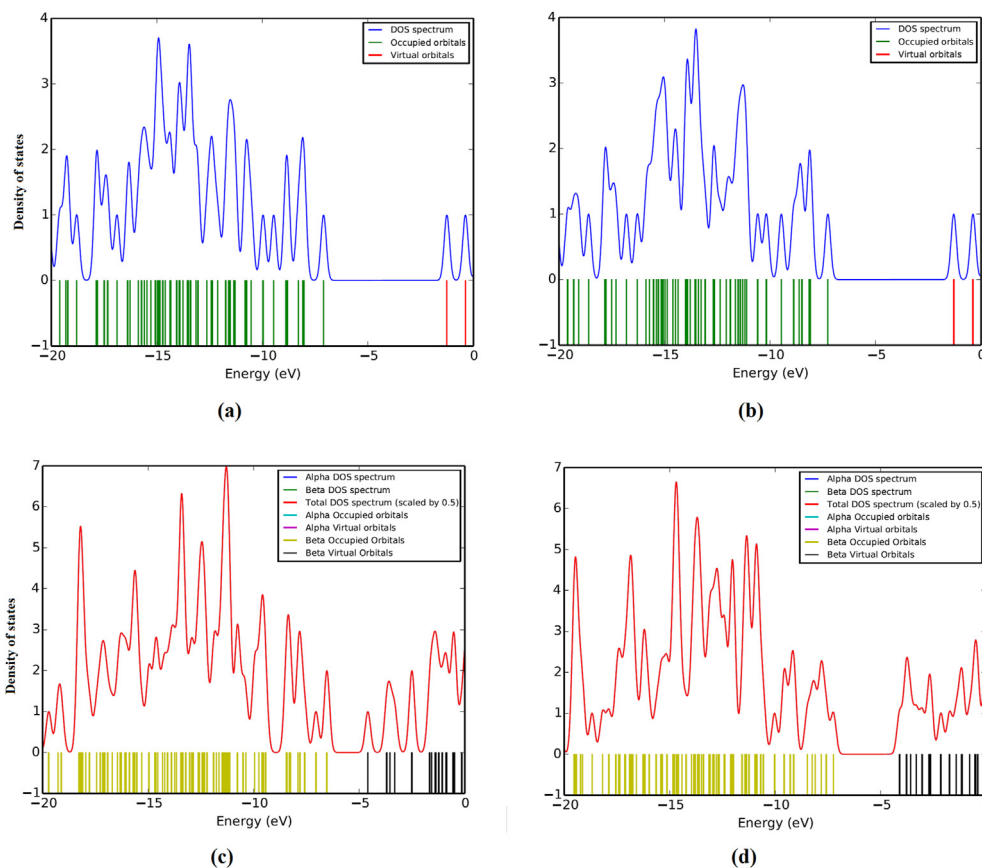 4
3
2
1
0
−1
Density of states
−20
−15
−10
−5
0
Energy (eV)
DOS spectrum
Occupied orbitals
Virtual orbitals
(a)
4
3
2
1
0
−1
−20
−15
−10
−5
0
Energy (eV)
DOS spectrum
Occupied orbitals
Virtual orbitals
(b)
7
6
5
4
3
2
1
0
−1
Density of states
−20
−15
−10
−5
0
Energy (eV)
Alpha DOS spectrum
Beta DOS spectrum
Total DOS spectrum (scaled by 0.5)
Alpha Occupied orbitals
Alpha Virtual orbitals
Beta Occupied Orbitals
Beta Virtual Orbitals
(c)
7
6
5
4
3
2
1
0
−1
−20
−15
−10
−5
Energy (eV)
Alpha DOS spectrum
Beta DOS spectrum
Total DOS spectrum (scaled by 0.5)
Alpha Occupied orbitals
Alpha Virtual orbitals
Beta Occupied Orbitals
Beta Virtual Orbitals
(d)